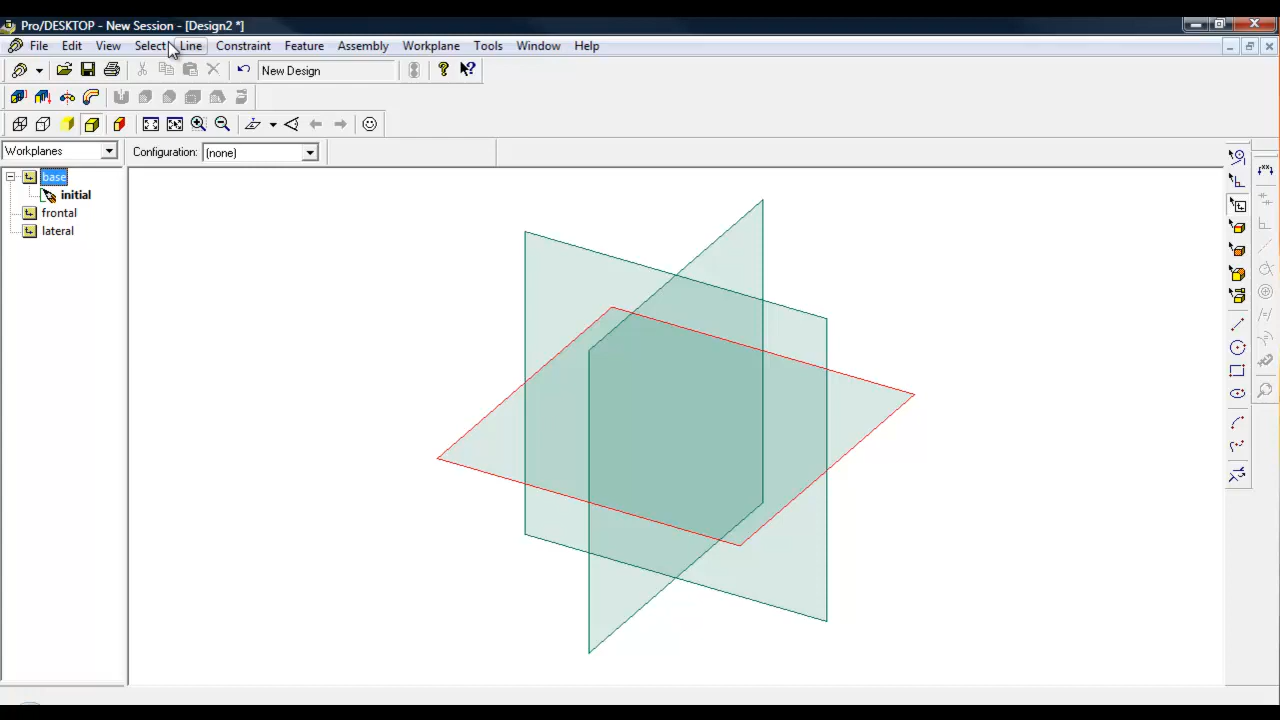 Pro/DESKTOP - New Session - [Design2 *]
File Edit View Select Line Constraint Feature Assembly Workplane Tools Window Help
New Design
Workplanes
Configuration: (none)
base
initial
frontal
lateral